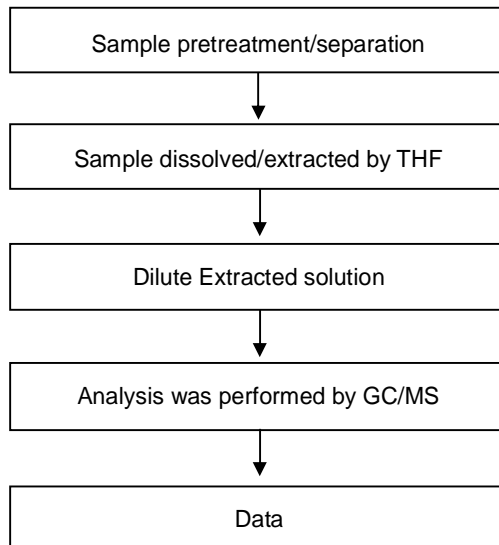 Sample pretreatment/separation
Sample dissolved/extracted by THF
Dilute Extracted solution
Analysis was performed by GC/MS
Data